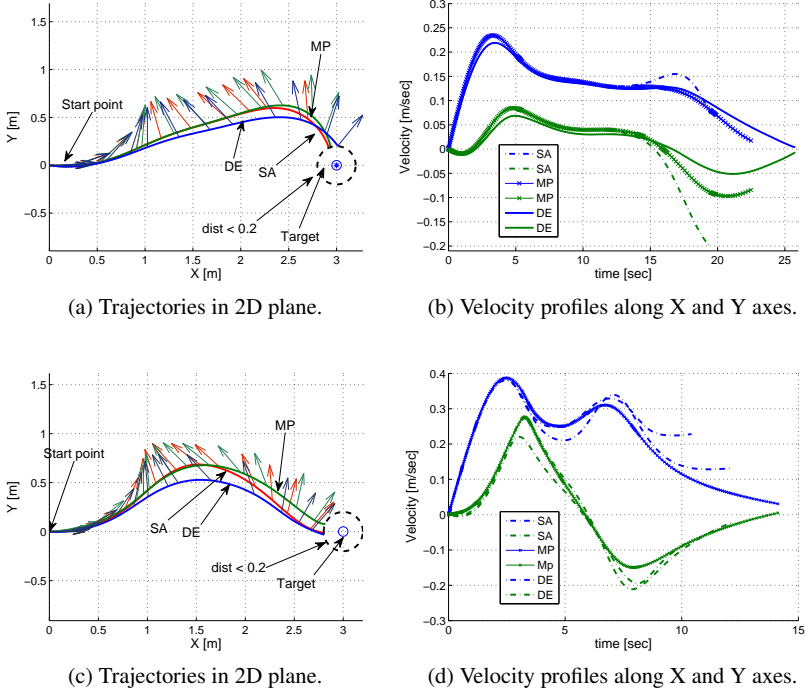 1.5
1
0.5
0
−0.5
Y [m]
Start point
MP
DE
SA
dist < 0.2
Target
0 0.5 1 1.5 2 2.5 3
X [m]
(a) Trajectories in 2D plane.
0.3
0.25
0.2
0.15
0.1
0.05
0
−0.05
−0.1
−0.15
−0.2
Velocity [m/sec]
SA
SA
MP
MP
DE
DE
0 5 10 15 20 25
time [sec]
(b) Velocity profiles along X and Y axes.
1.5
1
0.5
0
−0.5
Y [m]
Start point
MP
SA
DE
dist < 0.2
Target
0 0.5 1 1.5 2 2.5 3
X [m]
(c) Trajectories in 2D plane.
0.4
0.3
0.2
0.1
0
−0.1
−0.2
−0.3
Velocity [m/sec]
SA
SA
MP
Mp
DE
DE
0 5 10 15
time [sec]
(d) Velocity profiles along X and Y axes.